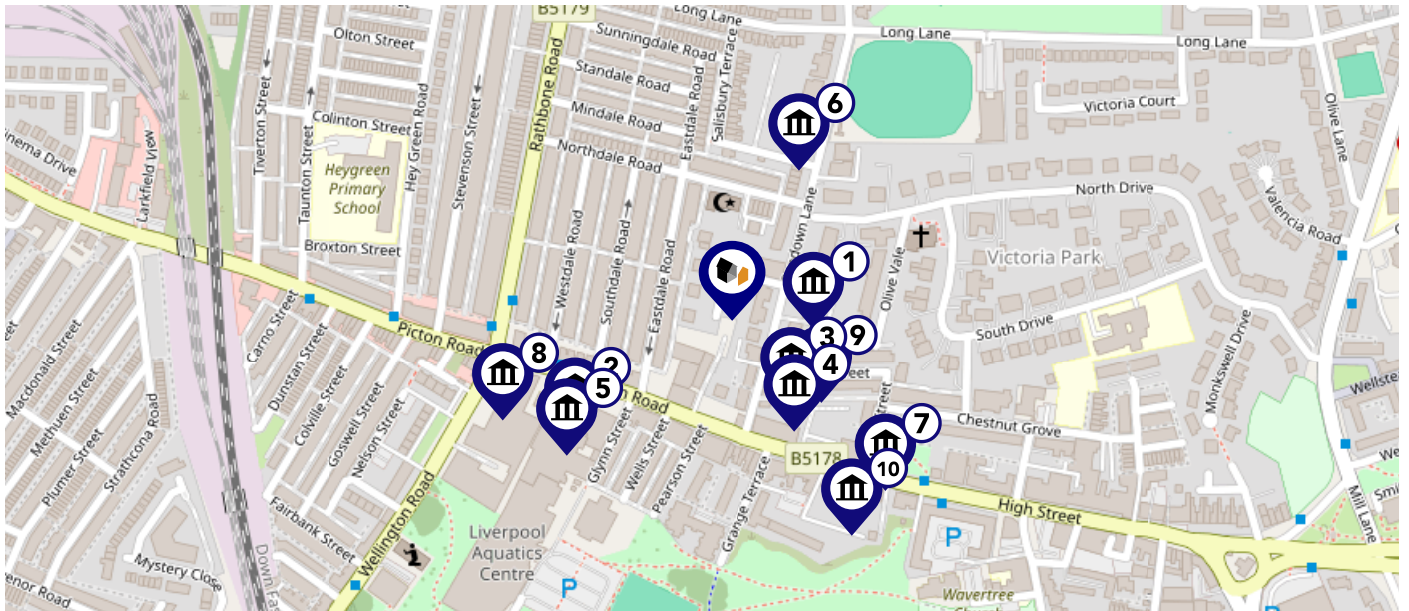 B5179
Long Lane
Olton Street
Sunningdale Road
Long Lane
Long Lane
Standale Road
Salisbury Terrace
Rathbone Road
Tiverton Street
Hey Green Road
Stevenson Street
Eastdale Road
6
Victoria Court
Olive Lane
Mindale Road
Colinton Street
Larkfield View
Taunton Street
Northdale Road
Heygreen
Primary
School
North Drive
Valencia Road
Broxton Street
Westdale Road
Southdale Road
Eastdale Road
1
Olive Vale
Victoria Park
Carno Street
Picton Road
South Drive
Monkswell Drive
3
9
8
2
4
5
Macdonald Street
Methuen Street
Plumer Street
Strathcona Road
Dunstan Street
Colville Street
Goswell Street
Nelson Street
Road
Glynn Street
Wells Street
Pearson Street
Chestnut Grove
7
B5178
10
Grange Terrace
High Street
Mill Lane
Wellington Road
Fairbank Street
Mystery Close
Liverpool
Aquatics
Centre
P
P
Wavertree
P